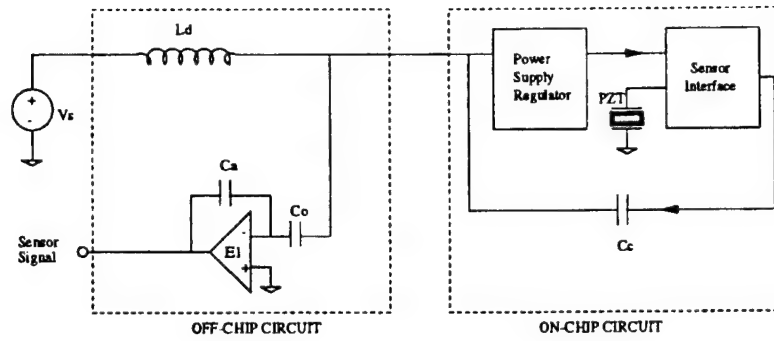 Ld
Power
Supply
Regulator
Sensor
Interface
PZT
+
-
Vs
Ca
Co
-
E1
+
Cc
Sensor
Signal
OFF-CHIP CIRCUIT
ON-CHIP CIRCUIT